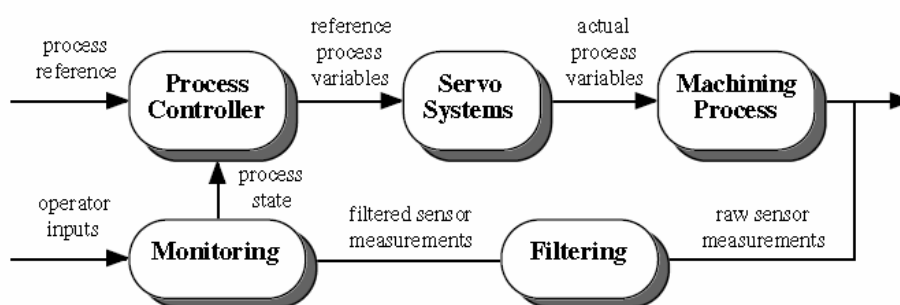 process
reference
Process
Controller
reference
process
variables
Servo
Systems
actual
process
variables
Machining
Process
operator
inputs
Monitoring
process
state
filtered sensor
measurements
Filtering
raw sensor
measurements